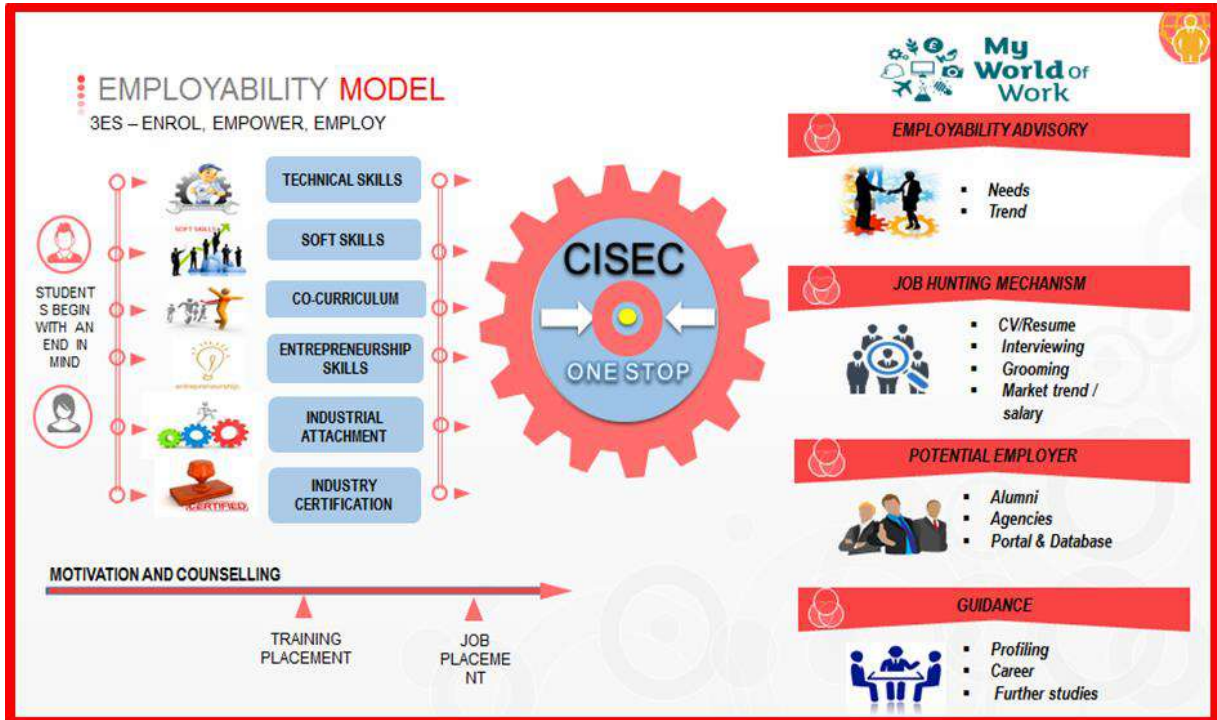 EMPLOYABILITY MODEL
3ES – ENROL, EMPOWER, EMPLOY
STUDENT
S BEGIN
WITH AN
END IN
MIND
TECHNICAL SKILLS
SOFT SKILLS
SOFT SKILLS
CO-CURRICULUM
ENTREPRENEURSHIP
SKILLS
entrepreneurship
INDUSTRIAL
ATTACHMENT
INDUSTRY
CERTIFICATION
CERTIFIED
CISEC
ONE STOP
MOTIVATION AND COUNSELLING
TRAINING
PLACEMENT
JOB
PLACEME
NT
My
World OF
Work
EMPLOYABILITY ADVISORY
▪ Needs
▪ Trend
JOB HUNTING MECHANISM
▪ CV/Resume
▪ Interviewing
▪ Grooming
▪ Market trend /
salary
POTENTIAL EMPLOYER
▪ Alumni
▪ Agencies
▪ Portal & Database
GUIDANCE
▪ Profiling
▪ Career
▪ Further studies